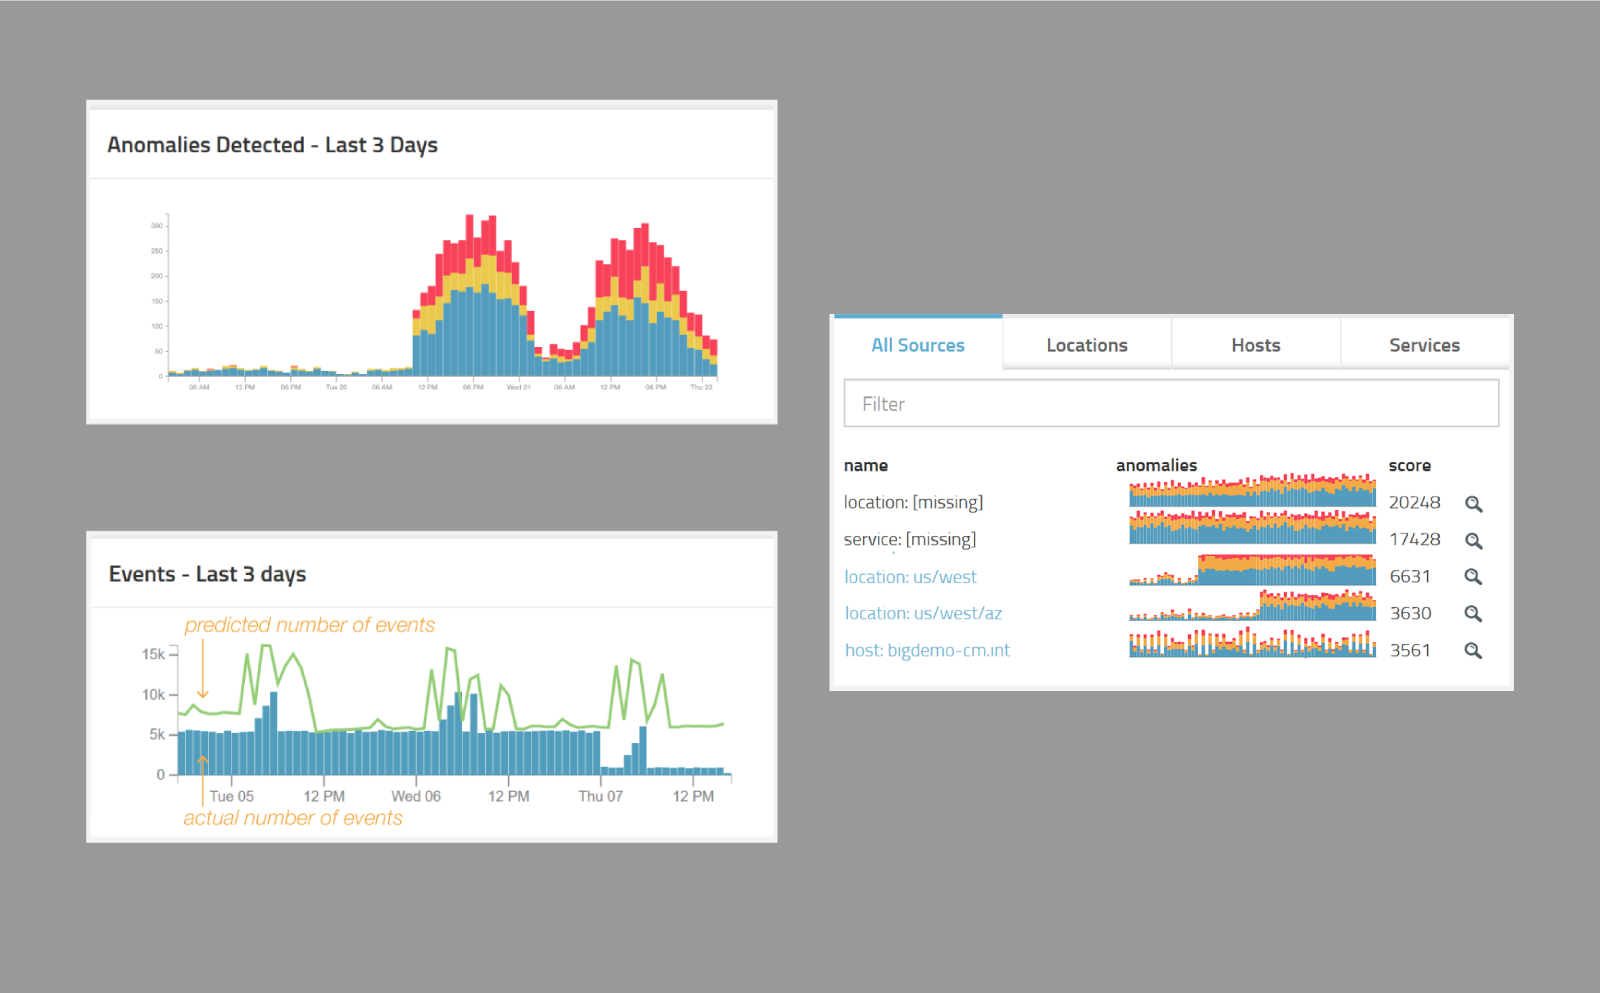 Anomalies Detected - Last 3 Days
300
250
200
150
100
50
0
06 AM 12 PM 06 PM Tue 20 06 AM 12 PM 06 PM Wed 21 06 AM 12 PM 06 PM Thu 22
Events - Last 3 days
predicted number of events
15k
10k
5k
0
Tue 05 12 PM Wed 06 12 PM Thu 07 12 PM
actual number of events
All Sources Locations Hosts Services
Filter
name anomalies score
location: [missing] 20248
service: [missing] 17428
location: us/west 6631
location: us/west/az 3630
host: bigdemo-cm.int 3561